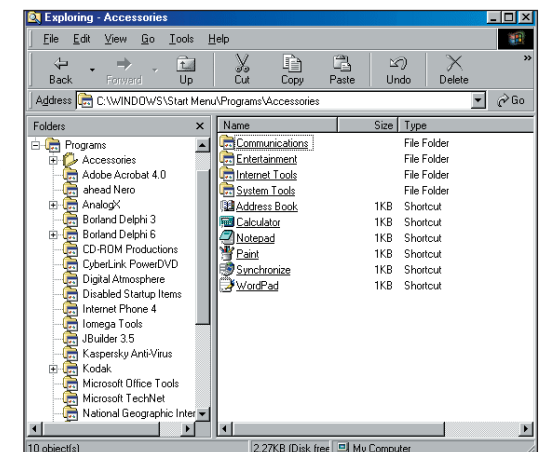 Exploring - Accessories
File Edit View Go Tools Help
Back Forward Up Cut Copy Paste Undo Delete »
Address C:\WINDOWS\Start Menu\Programs\Accessories Go
Folders
Programs
Accessories
Adobe Acrobat 4.0
ahead Nero
AnalogX
Borland Delphi 3
Borland Delphi 6
CD-ROM Productions
CyberLink PowerDVD
Digital Atmosphere
Disabled Startup Items
Internet Phone 4
Iomega Tools
JBuilder 3.5
Kaspersky Anti-Virus
Kodak
Microsoft Office Tools
Microsoft TechNet
National Geographic Inter
Name Size Type
Communications File Folder
Entertainment File Folder
Internet Tools File Folder
System Tools File Folder
Address Book 1KB Shortcut
Calculator 1KB Shortcut
Notepad 1KB Shortcut
Paint 1KB Shortcut
Synchronize 1KB Shortcut
WordPad 1KB Shortcut
10 object(s) 2.27KB (Disk free My Computer